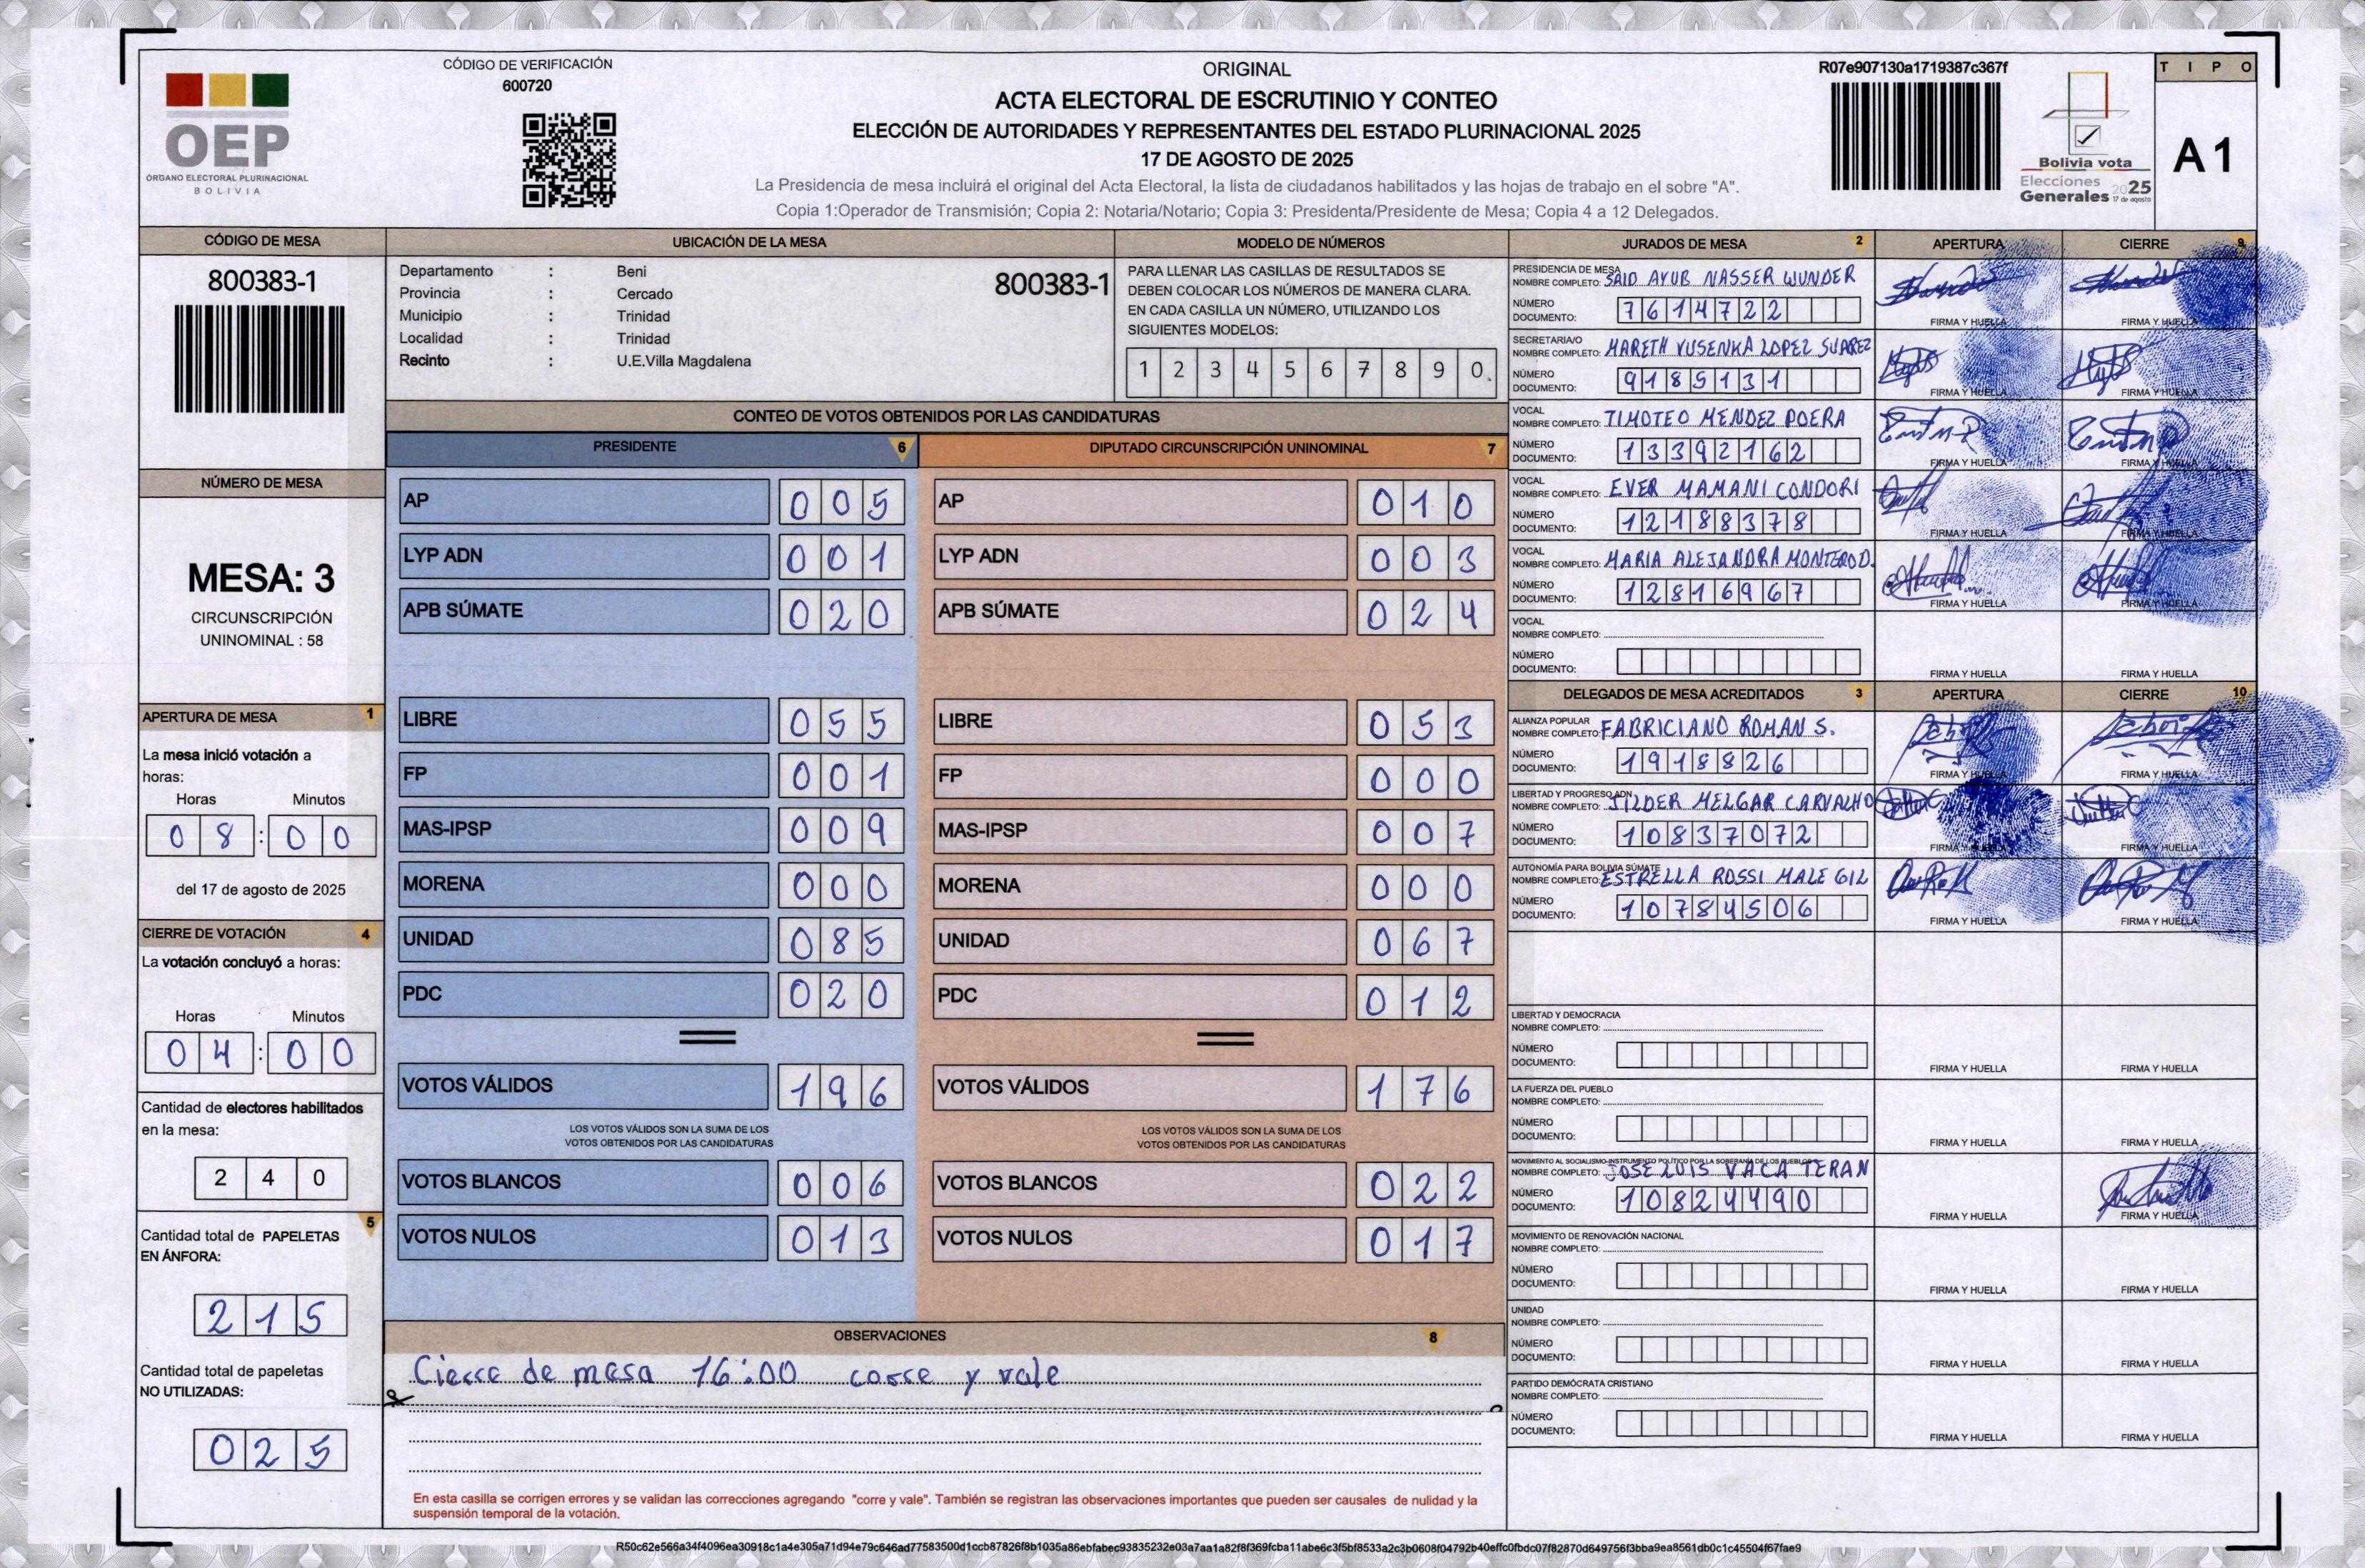 CÓDIGO DE VERIFICACIÓN
600720
OEP
ÓRGANO ELECTORAL PLURINACIONAL
BOLIVIA
ORIGINAL
ACTA ELECTORAL DE ESCRUTINIO Y CONTEO
ELECCIÓN DE AUTORIDADES Y REPRESENTANTES DEL ESTADO PLURINACIONAL 2025
17 DE AGOSTO DE 2025
La Presidencia de mesa incluirá el original del Acta Electoral, la lista de ciudadanos habilitados y las hojas de trabajo en el sobre "A".
Copia 1:Operador de Transmisión; Copia 2: Notaria/Notario; Copia 3: Presidenta/Presidente de Mesa; Copia 4 a 12 Delegados.
R07e907130a1719387c367f
Bolivia vota
Elecciones
Generales 2025
17 de agosto
TIPO
A1
CÓDIGO DE MESA
800383-1
NÚMERO DE MESA
MESA: 3
CIRCUNSCRIPCIÓN
UNINOMINAL : 58
APERTURA DE MESA 1
La mesa inició votación a
horas:
Horas Minutos
08:00
del 17 de agosto de 2025
CIERRE DE VOTACIÓN 4
La votación concluyó a horas:
Horas Minutos
04:00
Cantidad de electores habilitados
en la mesa:
240
5
Cantidad total de PAPELETAS
EN ÁNFORA:
215
Cantidad total de papeletas
NO UTILIZADAS:
025
UBICACIÓN DE LA MESA
Departamento : Beni
800383-1
Provincia : Cercado
Municipio : Trinidad
Localidad : Trinidad
Recinto : U.E.Villa Magdalena
MODELO DE NÚMEROS
PARA LLENAR LAS CASILLAS DE RESULTADOS SE
DEBEN COLOCAR LOS NÚMEROS DE MANERA CLARA.
EN CADA CASILLA UN NÚMERO, UTILIZANDO LOS
SIGUIENTES MODELOS:
1 2 3 4 5 6 7 8 9 0.
CONTEO DE VOTOS OBTENIDOS POR LAS CANDIDATURAS
PRESIDENTE 6
AP 005
LYP ADN 001
APB SÚMATE 020
LIBRE 055
FP 001
MAS-IPSP 009
MORENA 000
UNIDAD 085
PDC 020
VOTOS VÁLIDOS 196
LOS VOTOS VÁLIDOS SON LA SUMA DE LOS
VOTOS OBTENIDOS POR LAS CANDIDATURAS
VOTOS BLANCOS 006
VOTOS NULOS 013
DIPUTADO CIRCUNSCRIPCIÓN UNINOMINAL 7
AP 010
LYP ADN 003
APB SÚMATE 024
LIBRE 053
FP 000
MAS-IPSP 007
MORENA 000
UNIDAD 067
PDC 012
VOTOS VÁLIDOS 176
LOS VOTOS VÁLIDOS SON LA SUMA DE LOS
VOTOS OBTENIDOS POR LAS CANDIDATURAS
VOTOS BLANCOS 022
VOTOS NULOS 017
OBSERVACIONES 8
Cierre de mesa 16:00 corre y vale
En esta casilla se corrigen errores y se validan las correcciones agregando "corre y vale". También se registran las observaciones importantes que pueden ser causales de nulidad y la
suspensión temporal de la votación.
JURADOS DE MESA 2 APERTURA CIERRE 9
PRESIDENCIA DE MESA
NOMBRE COMPLETO: SAID AYUB NASSER WUNDER
NÚMERO
DOCUMENTO: 7614722
FIRMA Y HUELLA FIRMA Y HUELLA
SECRETARIA/O
NOMBRE COMPLETO: MARETH YUSENKA LOPEZ SUAREZ
NÚMERO
DOCUMENTO: 9185131
FIRMA Y HUELLA FIRMA Y HUELLA
VOCAL
NOMBRE COMPLETO: TIMOTEO MENDEZ POERA
NÚMERO
DOCUMENTO: 13392162
FIRMA Y HUELLA FIRMA Y HUELLA
VOCAL
NOMBRE COMPLETO: EVER MAMANI CONDORI
NÚMERO
DOCUMENTO: 12188378
FIRMA Y HUELLA FIRMA Y HUELLA
VOCAL
NOMBRE COMPLETO: MARIA ALEJANDRA MONTERO D.
NÚMERO
DOCUMENTO: 12816967
FIRMA Y HUELLA FIRMA Y HUELLA
VOCAL
NOMBRE COMPLETO:
NÚMERO
DOCUMENTO:
FIRMA Y HUELLA FIRMA Y HUELLA
DELEGADOS DE MESA ACREDITADOS 3 APERTURA CIERRE 10
ALIANZA POPULAR
NOMBRE COMPLETO: FABRICIANO ROMAN S.
NÚMERO
DOCUMENTO: 1918826
FIRMA Y HUELLA FIRMA Y HUELLA
LIBERTAD Y PROGRESO ADN
NOMBRE COMPLETO: JILDER MELGAR CARVALHO
NÚMERO
DOCUMENTO: 10837072
FIRMA Y HUELLA FIRMA Y HUELLA
AUTONOMÍA PARA BOLIVIA SÚMATE
NOMBRE COMPLETO: ESTRELLA ROSSI MALE GIL
NÚMERO
DOCUMENTO: 10784506
FIRMA Y HUELLA FIRMA Y HUELLA
LIBERTAD Y DEMOCRACIA
NOMBRE COMPLETO:
NÚMERO
DOCUMENTO:
FIRMA Y HUELLA FIRMA Y HUELLA
LA FUERZA DEL PUEBLO
NOMBRE COMPLETO:
NÚMERO
DOCUMENTO:
FIRMA Y HUELLA FIRMA Y HUELLA
MOVIMIENTO AL SOCIALISMO-INSTRUMENTO POLÍTICO POR LA SOBERANÍA DE LOS PUEBLOS
NOMBRE COMPLETO: JOSE LUIS VACA TERAN
NÚMERO
DOCUMENTO: 10824490
FIRMA Y HUELLA FIRMA Y HUELLA
MOVIMIENTO DE RENOVACIÓN NACIONAL
NOMBRE COMPLETO:
NÚMERO
DOCUMENTO:
FIRMA Y HUELLA FIRMA Y HUELLA
UNIDAD
NOMBRE COMPLETO:
NÚMERO
DOCUMENTO:
FIRMA Y HUELLA FIRMA Y HUELLA
PARTIDO DEMÓCRATA CRISTIANO
NOMBRE COMPLETO:
NÚMERO
DOCUMENTO:
FIRMA Y HUELLA FIRMA Y HUELLA